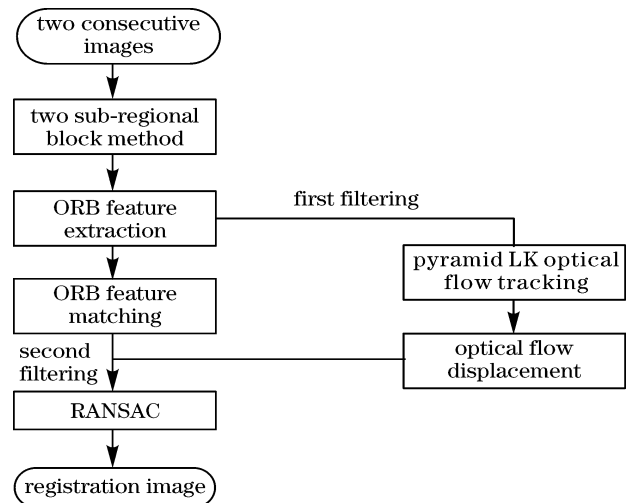 two consecutive
images
two sub-regional
block method
ORB feature
extraction
first filtering
pyramid LK optical
flow tracking
ORB feature
matching
optical flow
displacement
second
filtering
RANSAC
registration image